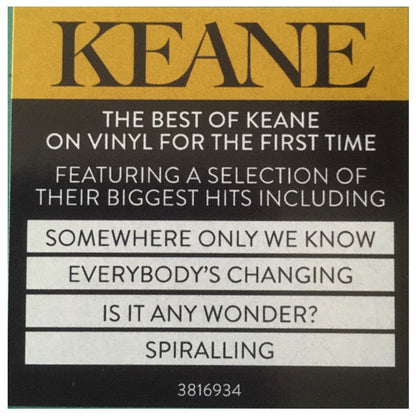 KEANE
THE BEST OF KEANE
ON VINYL FOR THE FIRST TIME
FEATURING A SELECTION OF
THEIR BIGGEST HITS INCLUDING
SOMEWHERE ONLY WE KNOW
EVERYBODY'S CHANGING
IS IT ANY WONDER?
SPIRALLING
3816934